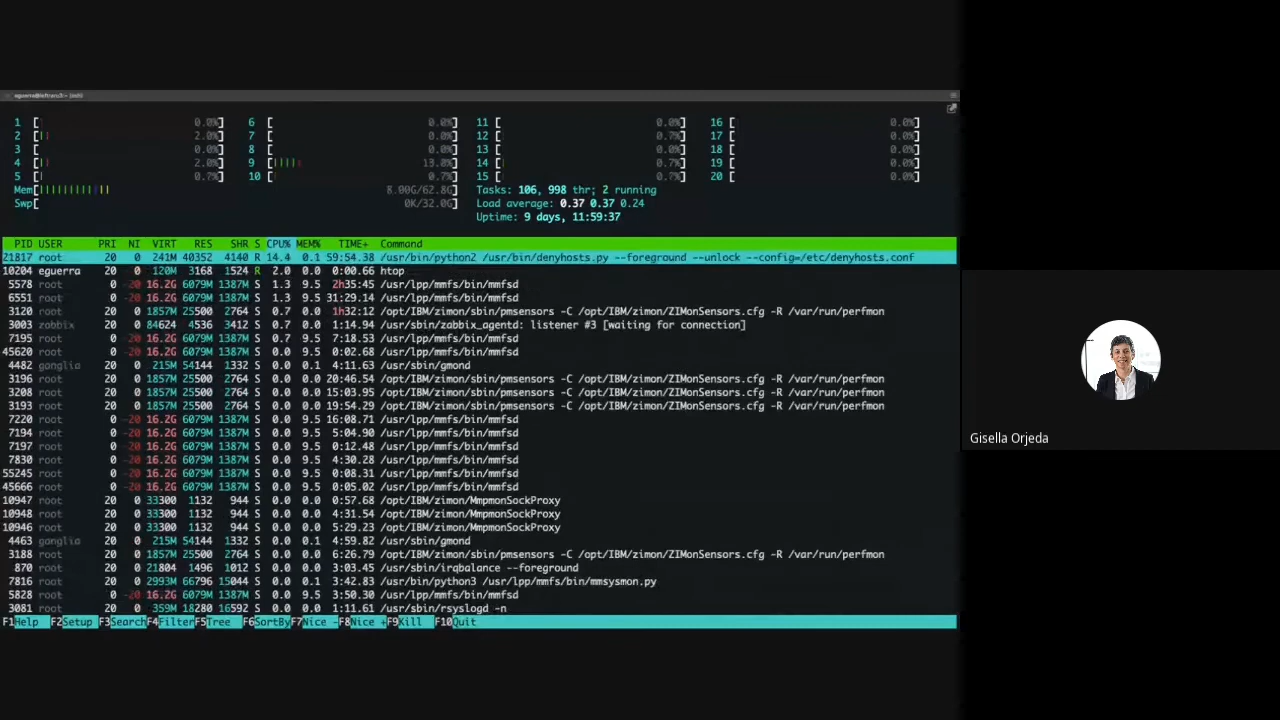 eguerra@leftraru3:~ (ssh)
1 [ 0.0%] 6 [ 0.0%] 11 [ 0.0%] 16 [ 0.0%]
2 [|| 2.0%] 7 [ 0.0%] 12 [ 0.7%] 17 [ 0.0%]
3 [ 0.0%] 8 [ 0.0%] 13 [ 0.0%] 18 [ 0.0%]
4 [|| 2.0%] 9 [||||| 13.8%] 14 [ 0.7%] 19 [ 0.0%]
5 [ 0.7%] 10 [ 0.7%] 15 [ 0.7%] 20 [ 0.0%]
Mem[||||||||||||| 8.00G/62.8G] Tasks: 106, 998 thr; 2 running
Swp[ 0K/32.0G] Load average: 0.37 0.37 0.24
Uptime: 9 days, 11:59:37
PID USER PRI NI VIRT RES SHR S CPU% MEM% TIME+ Command
21817 root 20 0 241M 40352 4140 R 14.4 0.1 59:54.38 /usr/bin/python2 /usr/bin/denyhosts.py --foreground --unlock --config=/etc/denyhosts.conf
10204 eguerra 20 0 120M 3168 1524 R 2.0 0.0 0:00.66 htop
5578 root 0 -20 16.2G 6079M 1387M S 1.3 9.5 2h35:45 /usr/lpp/mmfs/bin/mmfsd
6551 root 0 -20 16.2G 6079M 1387M S 1.3 9.5 31:29.14 /usr/lpp/mmfs/bin/mmfsd
3120 root 20 0 1857M 25500 2764 S 0.7 0.0 1h32:12 /opt/IBM/zimon/sbin/pmsensors -C /opt/IBM/zimon/ZIMonSensors.cfg -R /var/run/perfmon
3003 zabbix 20 0 84624 4536 3412 S 0.7 0.0 1:14.94 /usr/sbin/zabbix_agentd: listener #3 [waiting for connection]
7195 root 0 -20 16.2G 6079M 1387M S 0.7 9.5 7:18.53 /usr/lpp/mmfs/bin/mmfsd
45620 root 0 -20 16.2G 6079M 1387M S 0.0 9.5 0:02.68 /usr/lpp/mmfs/bin/mmfsd
4482 ganglia 20 0 215M 54144 1332 S 0.0 0.1 4:11.63 /usr/sbin/gmond
3196 root 20 0 1857M 25500 2764 S 0.0 0.0 20:46.54 /opt/IBM/zimon/sbin/pmsensors -C /opt/IBM/zimon/ZIMonSensors.cfg -R /var/run/perfmon
3208 root 20 0 1857M 25500 2764 S 0.0 0.0 15:03.95 /opt/IBM/zimon/sbin/pmsensors -C /opt/IBM/zimon/ZIMonSensors.cfg -R /var/run/perfmon
3193 root 20 0 1857M 25500 2764 S 0.0 0.0 19:54.29 /opt/IBM/zimon/sbin/pmsensors -C /opt/IBM/zimon/ZIMonSensors.cfg -R /var/run/perfmon
7220 root 0 -20 16.2G 6079M 1387M S 0.0 9.5 16:08.71 /usr/lpp/mmfs/bin/mmfsd
7194 root 0 -20 16.2G 6079M 1387M S 0.0 9.5 5:04.90 /usr/lpp/mmfs/bin/mmfsd
7197 root 0 -20 16.2G 6079M 1387M S 0.0 9.5 0:12.48 /usr/lpp/mmfs/bin/mmfsd
7830 root 0 -20 16.2G 6079M 1387M S 0.0 9.5 4:30.28 /usr/lpp/mmfs/bin/mmfsd
55245 root 0 -20 16.2G 6079M 1387M S 0.0 9.5 0:08.31 /usr/lpp/mmfs/bin/mmfsd
45666 root 0 -20 16.2G 6079M 1387M S 0.0 9.5 0:05.02 /usr/lpp/mmfs/bin/mmfsd
10947 root 20 0 33300 1132 944 S 0.0 0.0 0:57.68 /opt/IBM/zimon/MmpmonSockProxy
10948 root 20 0 33300 1132 944 S 0.0 0.0 4:31.54 /opt/IBM/zimon/MmpmonSockProxy
10946 root 20 0 33300 1132 944 S 0.0 0.0 5:29.23 /opt/IBM/zimon/MmpmonSockProxy
4463 ganglia 20 0 215M 54144 1332 S 0.0 0.1 4:59.82 /usr/sbin/gmond
3188 root 20 0 1857M 25500 2764 S 0.0 0.0 6:26.79 /opt/IBM/zimon/sbin/pmsensors -C /opt/IBM/zimon/ZIMonSensors.cfg -R /var/run/perfmon
870 root 20 0 21804 1496 1012 S 0.0 0.0 3:03.45 /usr/sbin/irqbalance --foreground
7816 root 20 0 2993M 66796 15044 S 0.0 0.1 3:42.83 /usr/bin/python3 /usr/lpp/mmfs/bin/mmsysmon.py
5828 root 0 -20 16.2G 6079M 1387M S 0.0 9.5 3:50.30 /usr/lpp/mmfs/bin/mmfsd
3081 root 20 0 359M 18280 16592 S 0.0 0.0 1:11.61 /usr/sbin/rsyslogd -n
F1Help F2Setup F3SearchF4FilterF5Tree F6SortByF7Nice -F8Nice +F9Kill F10Quit
Gisella Orjeda